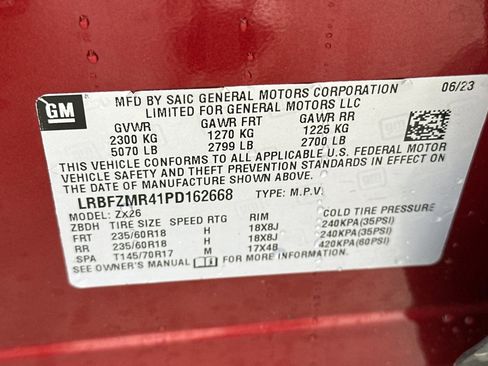 GM
MFD BY SAIC GENERAL MOTORS CORPORATION 06/23
LIMITED FOR GENERAL MOTORS LLC
GVWR GAWR FRT GAWR RR
2300 KG 1270 KG 1225 KG
5070 LB 2799 LB 2700 LB
THIS VEHICLE CONFORMS TO ALL APPLICABLE U.S. FEDERAL MOTOR
VEHICLE SAFETY AND THEFT PREVENTION STANDARDS IN EFFECT ON
THE DATE OF MANUFACTURE SHOWN ABOVE.
LRBFZMR41PD162668 TYPE: M.P.V.
MODEL: ZX26
ZBDH TIRE SIZE SPEED RTG RIM COLD TIRE PRESSURE
FRT 235/60R18 H 18X8J 240KPA(35PSI)
RR 235/60R18 H 18X8J 240KPA(35PSI)
SPA T145/70R17 M 17X4B 420KPA(60PSI)
SEE OWNER'S MANUAL FOR MORE INFORMATION.